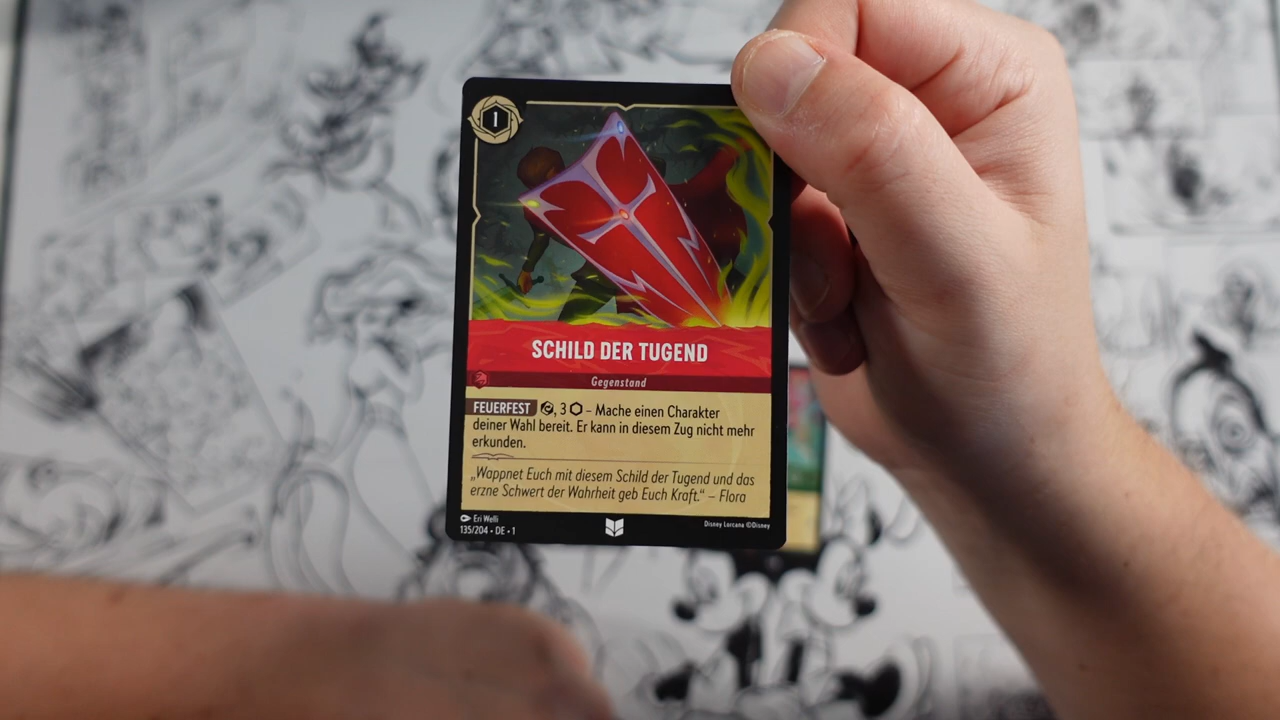 1
SCHILD DER TUGEND
Gegenstand
FEUERFEST , 3 – Mache einen Charakter
deiner Wahl bereit. Er kann in diesem Zug nicht mehr
erkunden.
„Wappnet Euch mit diesem Schild der Tugend und das
erzne Schwert der Wahrheit geb Euch Kraft.“ – Flora
Eri Welli
135/204 • DE • 1
Disney Lorcana ©Disney